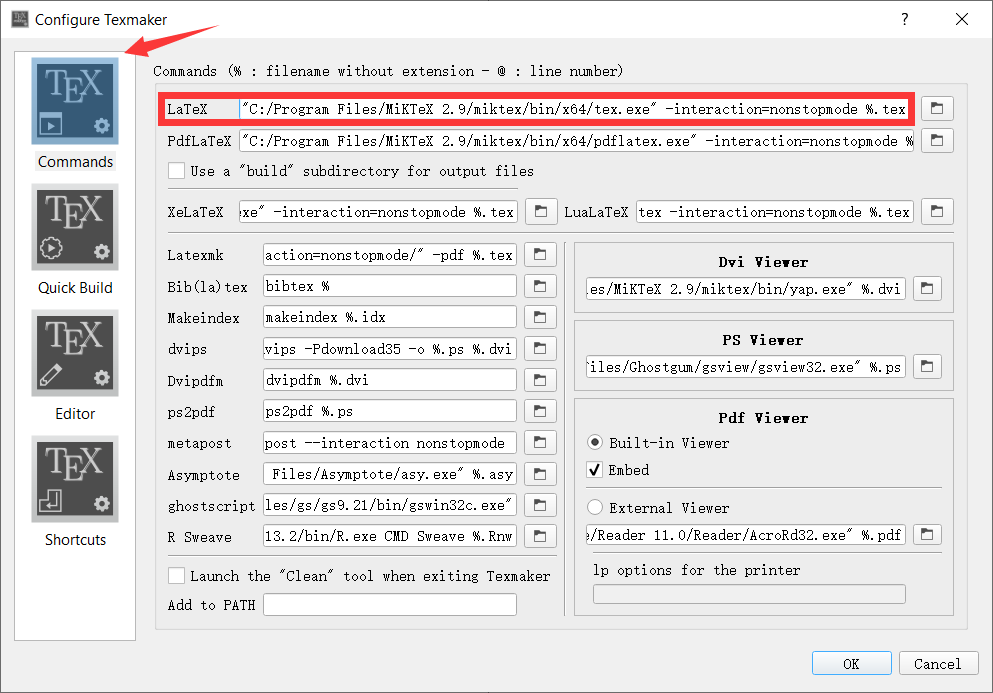 Configure Texmaker
?
TEX
Commands
TEX
Quick Build
TEX
Editor
TEX
Shortcuts
Commands (% : filename without extension - @ : line number)
LaTeX "C:/Program Files/MiKTeX 2.9/miktex/bin/x64/tex.exe" -interaction=nonstopmode %.tex
PdfLaTeX "C:/Program Files/MiKTeX 2.9/miktex/bin/x64/pdflatex.exe" -interaction=nonstopmode %
Use a "build" subdirectory for output files
XeLaTeX exe" -interaction=nonstopmode %.tex LuaLaTeX tex -interaction=nonstopmode %.tex
Latexmk action=nonstopmode/" -pdf %.tex
Bib(la)tex bibtex %
Makeindex makeindex %.idx
dvips vips -Pdownload35 -o %.ps %.dvi
Dvipdfm dvipdfm %.dvi
ps2pdf ps2pdf %.ps
metapost post --interaction nonstopmode
Asymptote Files/Asymptote/asy.exe" %.asy
ghostscript les/gs/gs9.21/bin/gswin32c.exe"
R Sweave 13.2/bin/R.exe CMD Sweave %.Rnw
Launch the "Clean" tool when exiting Texmaker
Add to PATH
Dvi Viewer
es/MiKTeX 2.9/miktex/bin/yap.exe" %.dvi
PS Viewer
iles/Ghostgum/gsview/gsview32.exe" %.ps
Pdf Viewer
Built-in Viewer
Embed
External Viewer
e/Reader 11.0/Reader/AcroRd32.exe" %.pdf
lp options for the printer
OK Cancel